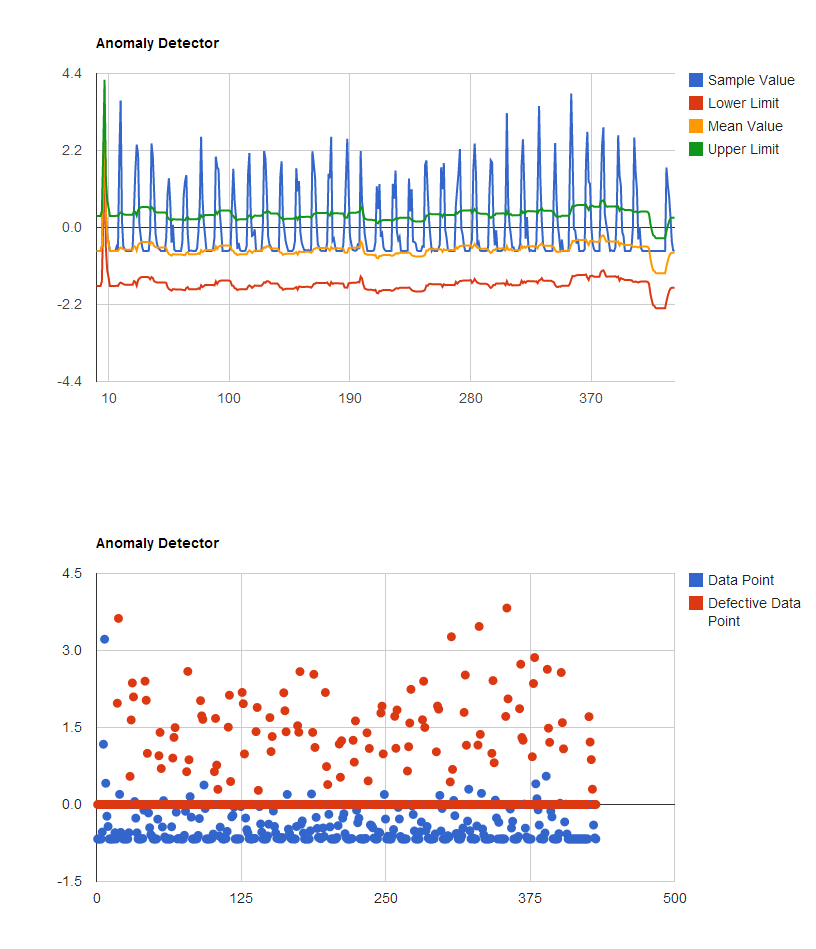 Anomaly Detector
4.4
2.2
0.0
-2.2
-4.4
10
100
190
280
370
Sample Value
Lower Limit
Mean Value
Upper Limit
Anomaly Detector
4.5
3.0
1.5
0.0
-1.5
0
125
250
375
500
Data Point
Defective Data
Point